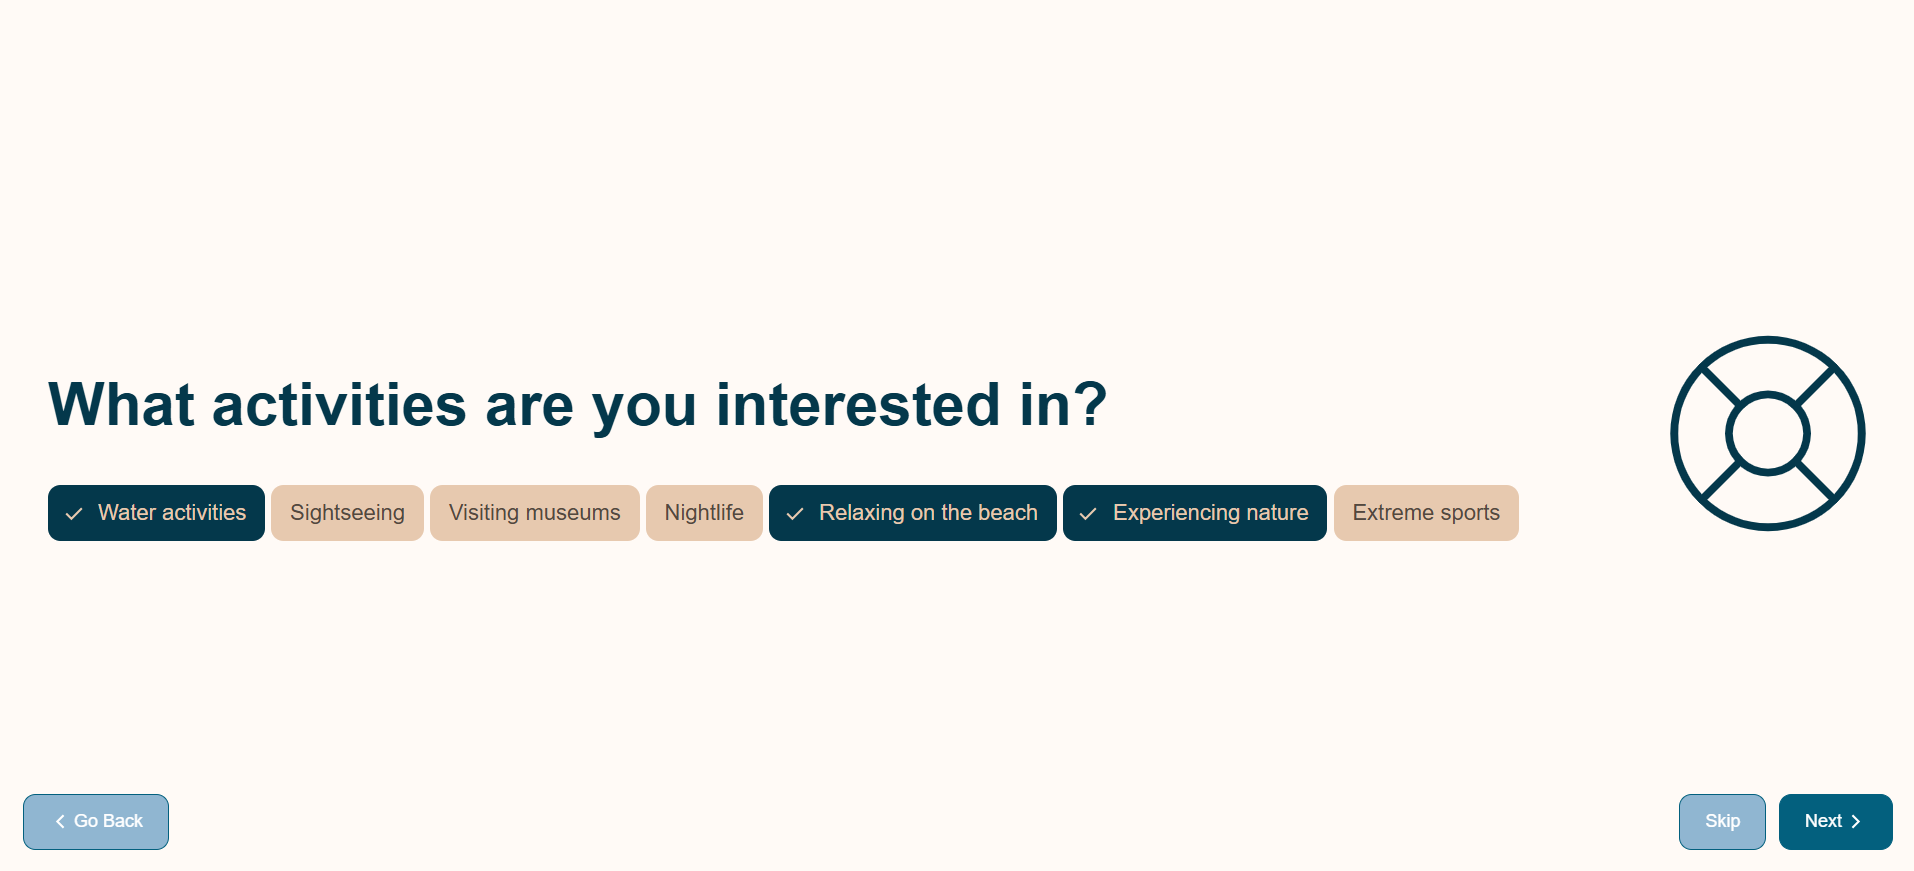 What activities are you interested in?
Water activities Sightseeing Visiting museums Nightlife Relaxing on the beach Experiencing nature Extreme sports
Go Back Skip Next